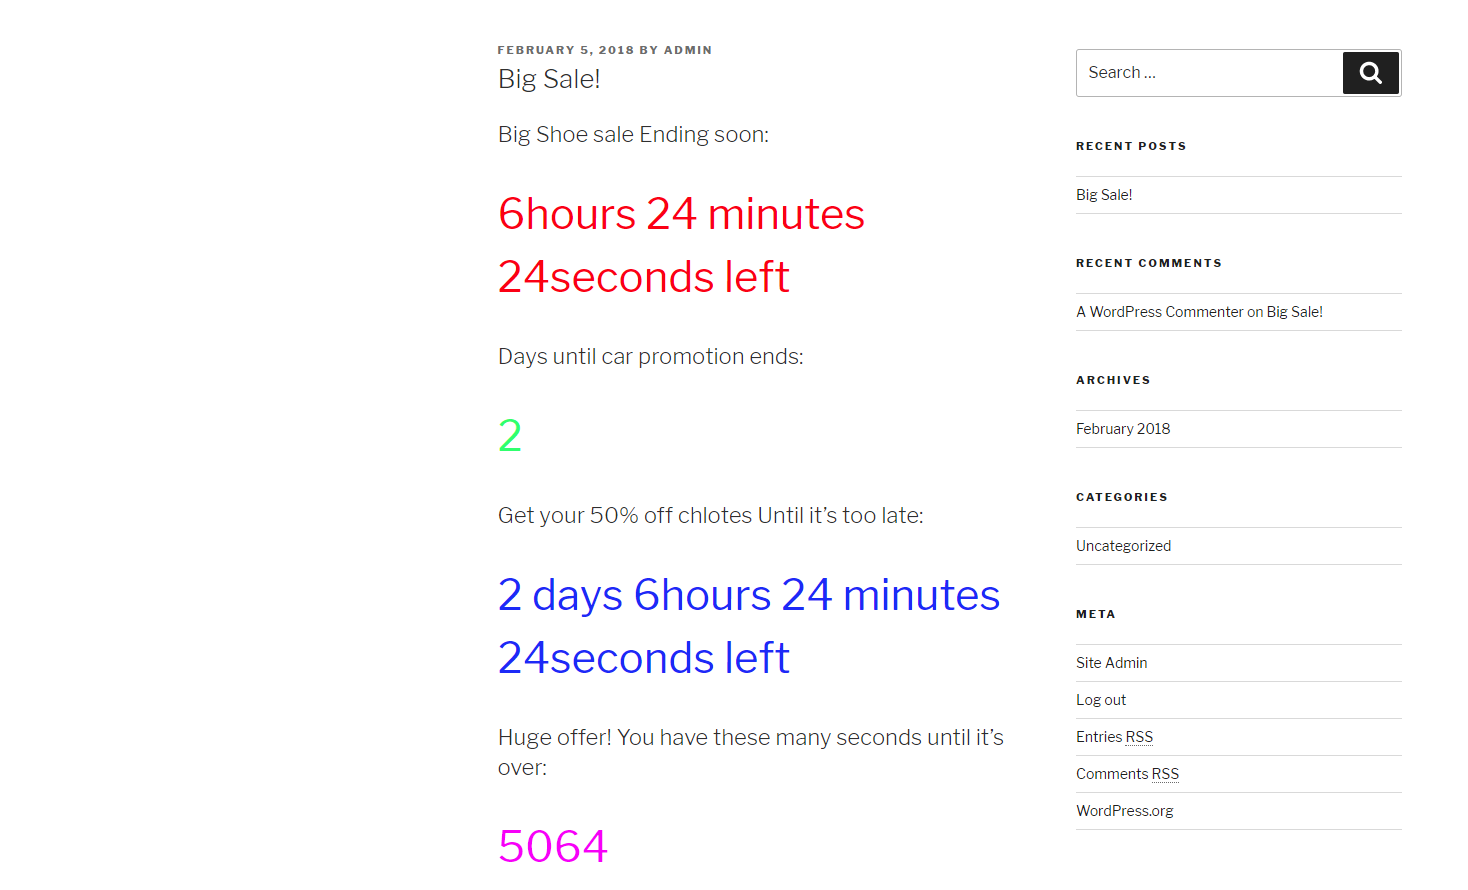 FEBRUARY 5, 2018 BY ADMIN
Big Sale!
Big Shoe sale Ending soon:
6hours 24 minutes
24seconds left
Days until car promotion ends:
2
Get your 50% off chlotes Until it’s too late:
2 days 6hours 24 minutes
24seconds left
Huge offer! You have these many seconds until it’s
over:
5064
Search …
RECENT POSTS
Big Sale!
RECENT COMMENTS
A WordPress Commenter on Big Sale!
ARCHIVES
February 2018
CATEGORIES
Uncategorized
META
Site Admin
Log out
Entries RSS
Comments RSS
WordPress.org